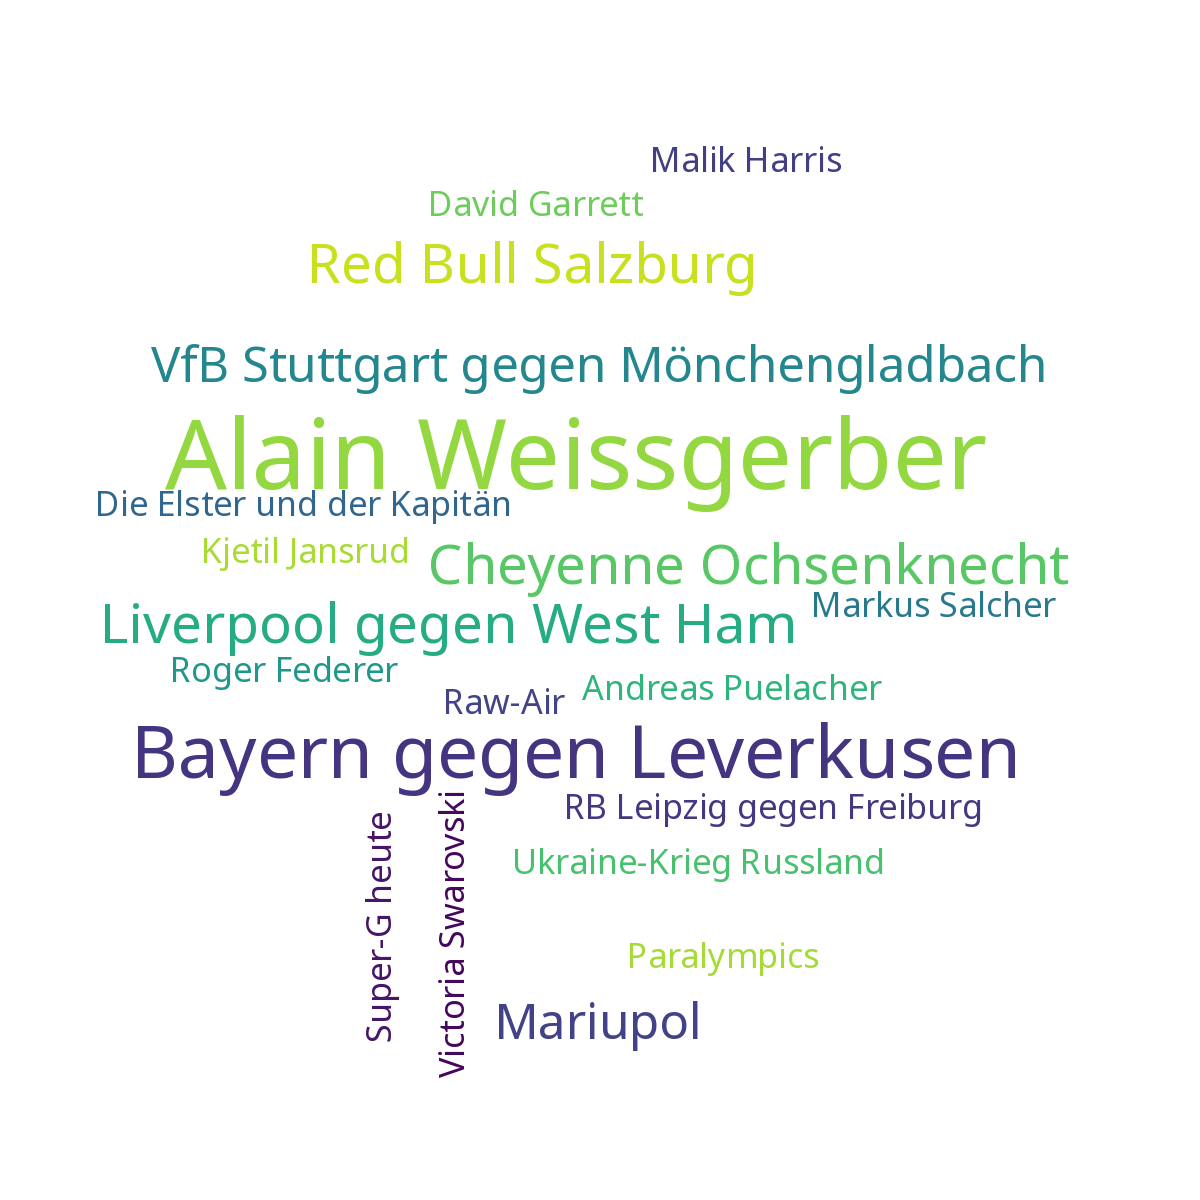 Malik Harris
David Garrett
Red Bull Salzburg
VfB Stuttgart gegen Mönchengladbach
Alain Weissgerber
Die Elster und der Kapitän
Kjetil Jansrud
Cheyenne Ochsenknecht
Markus Salcher
Liverpool gegen West Ham
Roger Federer
Andreas Puelacher
Raw-Air
Bayern gegen Leverkusen
RB Leipzig gegen Freiburg
Super-G heute
Victoria Swarovski
Ukraine-Krieg Russland
Paralympics
Mariupol